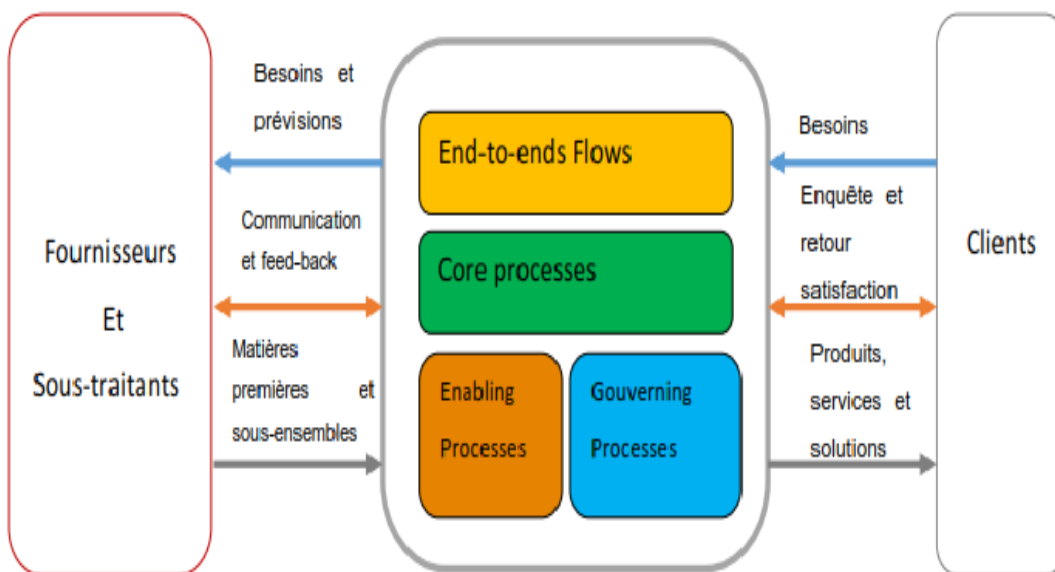 Fournisseurs
Et
Sous-traitants
Besoins et
prévisions
Communication
et feed-back
Matières
premières et
sous-ensembles
End-to-ends Flows
Core processes
Enabling
Processes
Gouverning
Processes
Besoins
Enquête et
retour
satisfaction
Produits,
services et
solutions
Clients